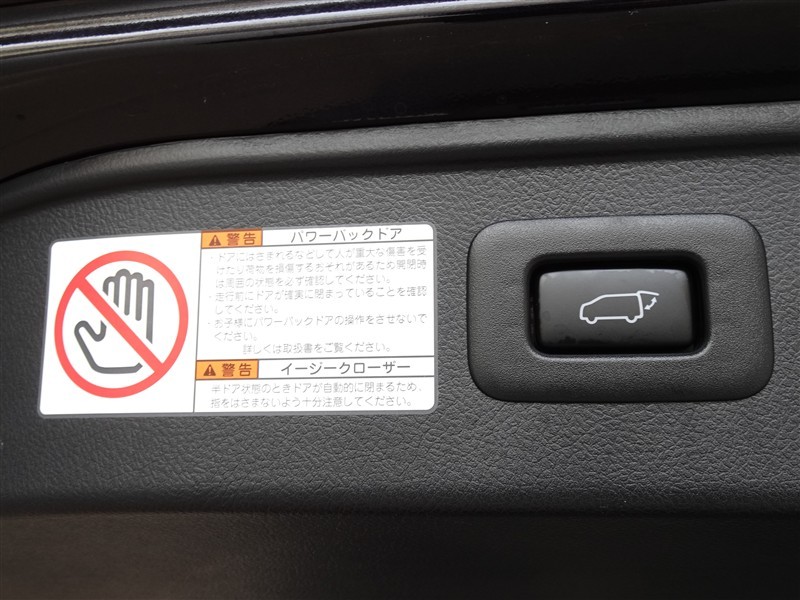 警告 パワーバックドア
・ドアにはさまれるなどして人が重大な傷害を受
けたり荷物を損傷するおそれがあるため開閉時
は周囲の状態を必ず確認してください。
・走行前にドアが確実に閉まっていることを確認
してください。
・お子様にパワーバックドアの操作をさせないで
ください。
詳しくは取扱書をご覧ください。
警告 イージークローザー
半ドア状態のときドアが自動的に閉まるため、
指をはさまないよう十分注意してください。